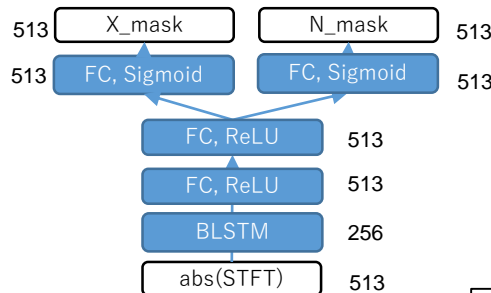 513 X_mask N_mask 513
513 FC, Sigmoid FC, Sigmoid 513
FC, ReLU 513
FC, ReLU 513
BLSTM 256
abs(STFT) 513